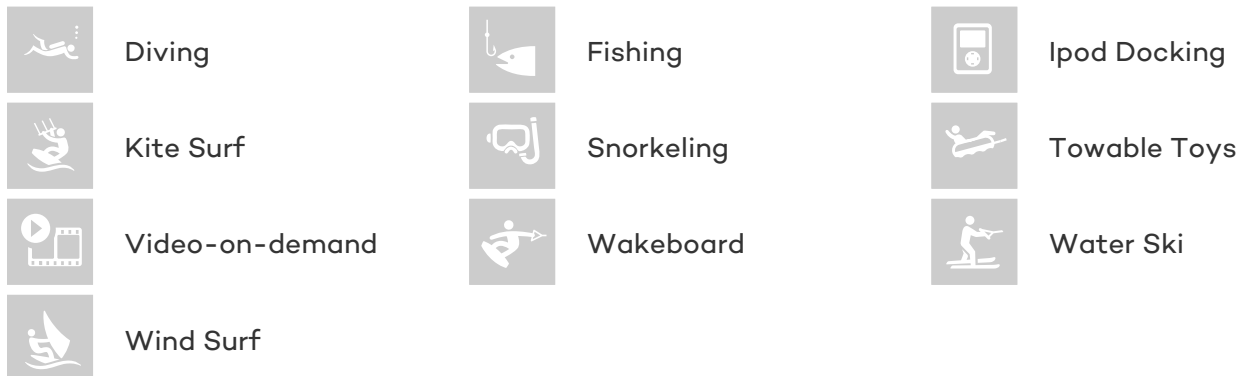 Diving
Fishing
Ipod Docking
Kite Surf
Snorkeling
Towable Toys
Video-on-demand
Wakeboard
Water Ski
Wind Surf